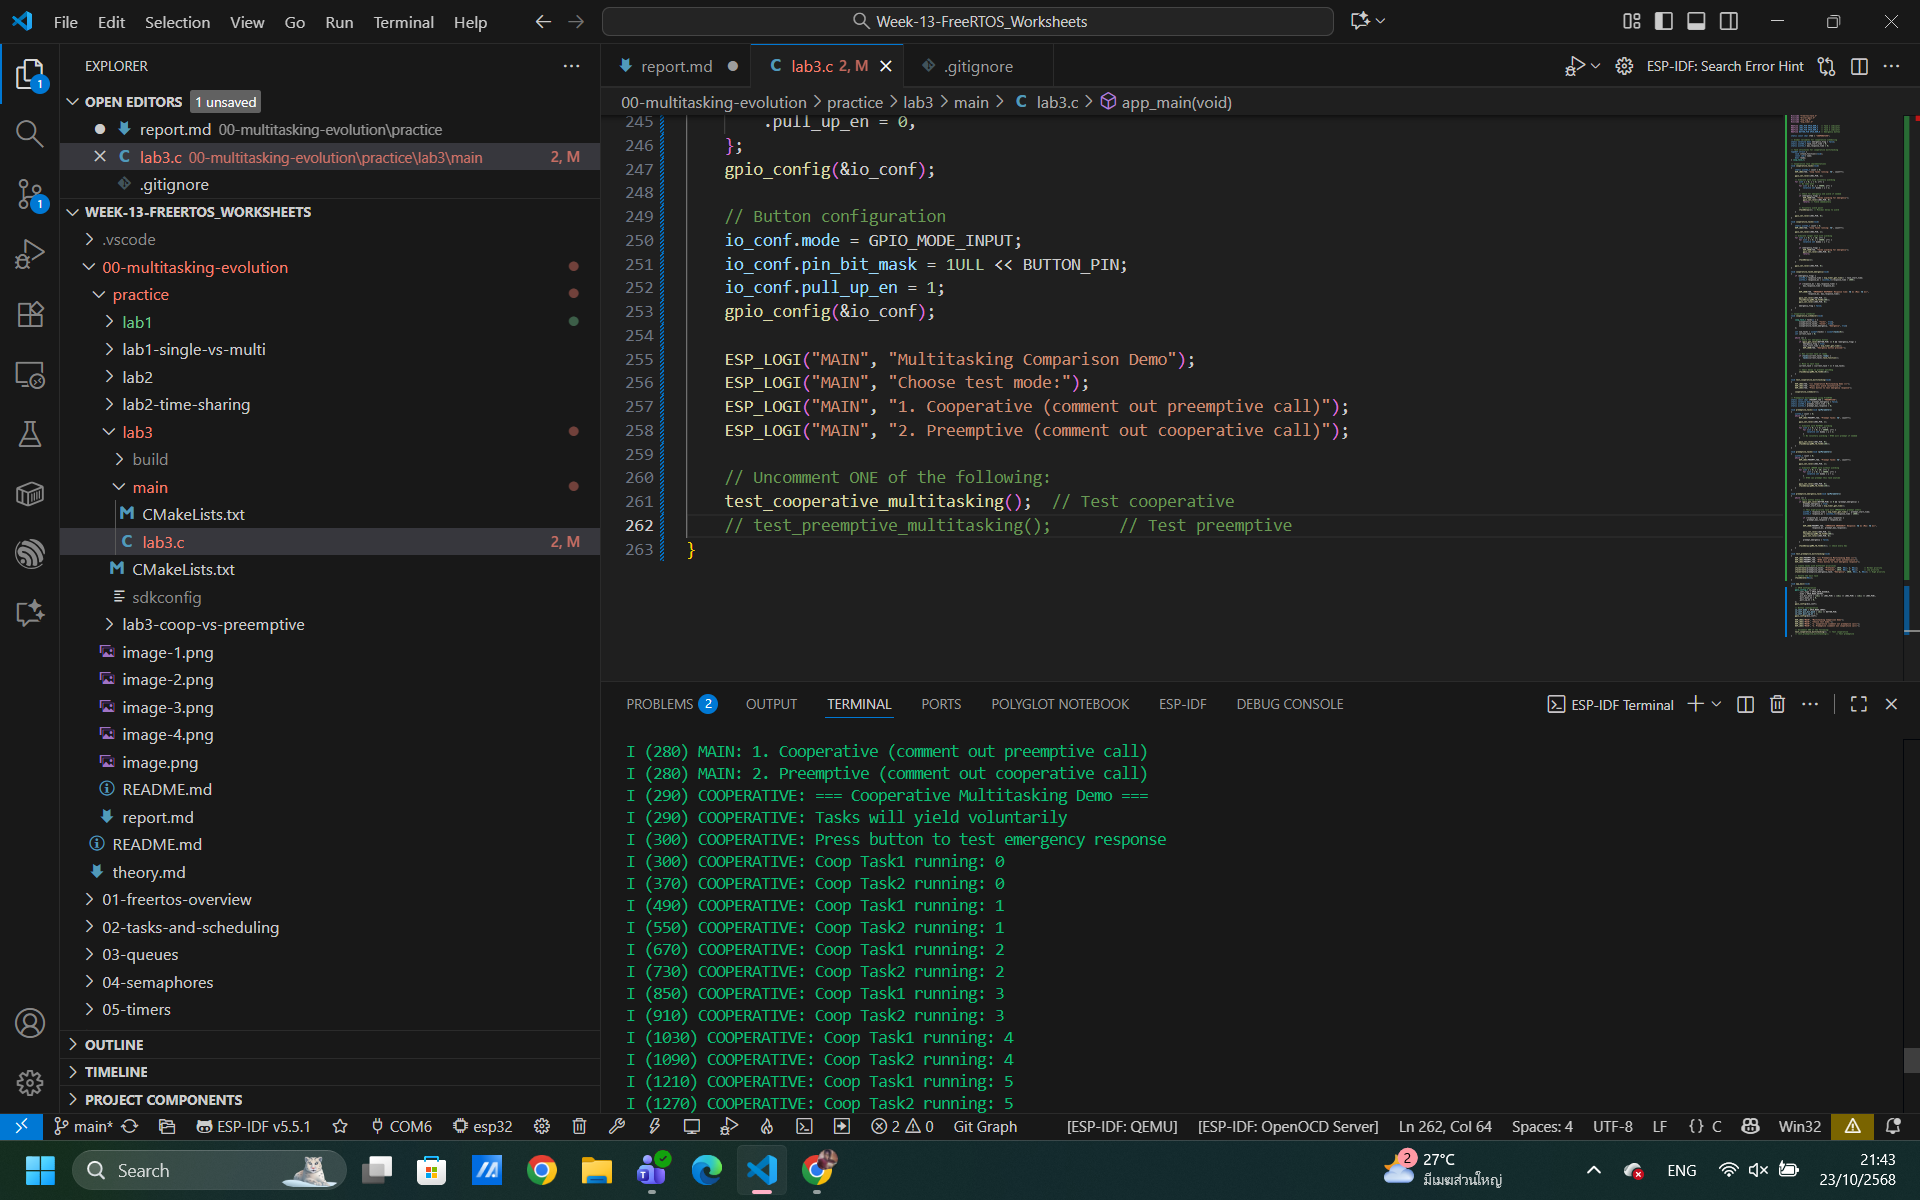 File Edit Selection View Go Run Terminal Help
Week-13-FreeRTOS_Worksheets
EXPLORER
OPEN EDITORS 1 unsaved
report.md 00-multitasking-evolution\practice
lab3.c 00-multitasking-evolution\practice\lab3\main 2, M
.gitignore
WEEK-13-FREERTOS_WORKSHEETS
.vscode
00-multitasking-evolution
practice
lab1
lab1-single-vs-multi
lab2
lab2-time-sharing
lab3
build
main
CMakeLists.txt
lab3.c 2, M
CMakeLists.txt
sdkconfig
lab3-coop-vs-preemptive
image-1.png
image-2.png
image-3.png
image-4.png
image.png
README.md
report.md
README.md
theory.md
01-freertos-overview
02-tasks-and-scheduling
03-queues
04-semaphores
05-timers
OUTLINE
TIMELINE
PROJECT COMPONENTS
report.md
lab3.c 2, M
.gitignore
ESP-IDF: Search Error Hint
00-multitasking-evolution > practice > lab3 > main > lab3.c > app_main(void)
245 .pull_up_en = 0,
246 };
247 gpio_config(&io_conf);
248
249 // Button configuration
250 io_conf.mode = GPIO_MODE_INPUT;
251 io_conf.pin_bit_mask = 1ULL << BUTTON_PIN;
252 io_conf.pull_up_en = 1;
253 gpio_config(&io_conf);
254
255 ESP_LOGI("MAIN", "Multitasking Comparison Demo");
256 ESP_LOGI("MAIN", "Choose test mode:");
257 ESP_LOGI("MAIN", "1. Cooperative (comment out preemptive call)");
258 ESP_LOGI("MAIN", "2. Preemptive (comment out cooperative call)");
259
260 // Uncomment ONE of the following:
261 test_cooperative_multitasking(); // Test cooperative
262 // test_preemptive_multitasking(); // Test preemptive
263 }
PROBLEMS 2 OUTPUT TERMINAL PORTS POLYGLOT NOTEBOOK ESP-IDF DEBUG CONSOLE
ESP-IDF Terminal
I (280) MAIN: 1. Cooperative (comment out preemptive call)
I (280) MAIN: 2. Preemptive (comment out cooperative call)
I (290) COOPERATIVE: === Cooperative Multitasking Demo ===
I (290) COOPERATIVE: Tasks will yield voluntarily
I (300) COOPERATIVE: Press button to test emergency response
I (300) COOPERATIVE: Coop Task1 running: 0
I (370) COOPERATIVE: Coop Task2 running: 0
I (490) COOPERATIVE: Coop Task1 running: 1
I (550) COOPERATIVE: Coop Task2 running: 1
I (670) COOPERATIVE: Coop Task1 running: 2
I (730) COOPERATIVE: Coop Task2 running: 2
I (850) COOPERATIVE: Coop Task1 running: 3
I (910) COOPERATIVE: Coop Task2 running: 3
I (1030) COOPERATIVE: Coop Task1 running: 4
I (1090) COOPERATIVE: Coop Task2 running: 4
I (1210) COOPERATIVE: Coop Task1 running: 5
I (1270) COOPERATIVE: Coop Task2 running: 5
main* ESP-IDF v5.5.1 COM6 esp32 2 0 Git Graph [ESP-IDF: QEMU] [ESP-IDF: OpenOCD Server] Ln 262, Col 64 Spaces: 4 UTF-8 LF {} C Win32
Search
2 27°C
มีเมฆส่วนใหญ่
ENG
21:43
23/10/2568